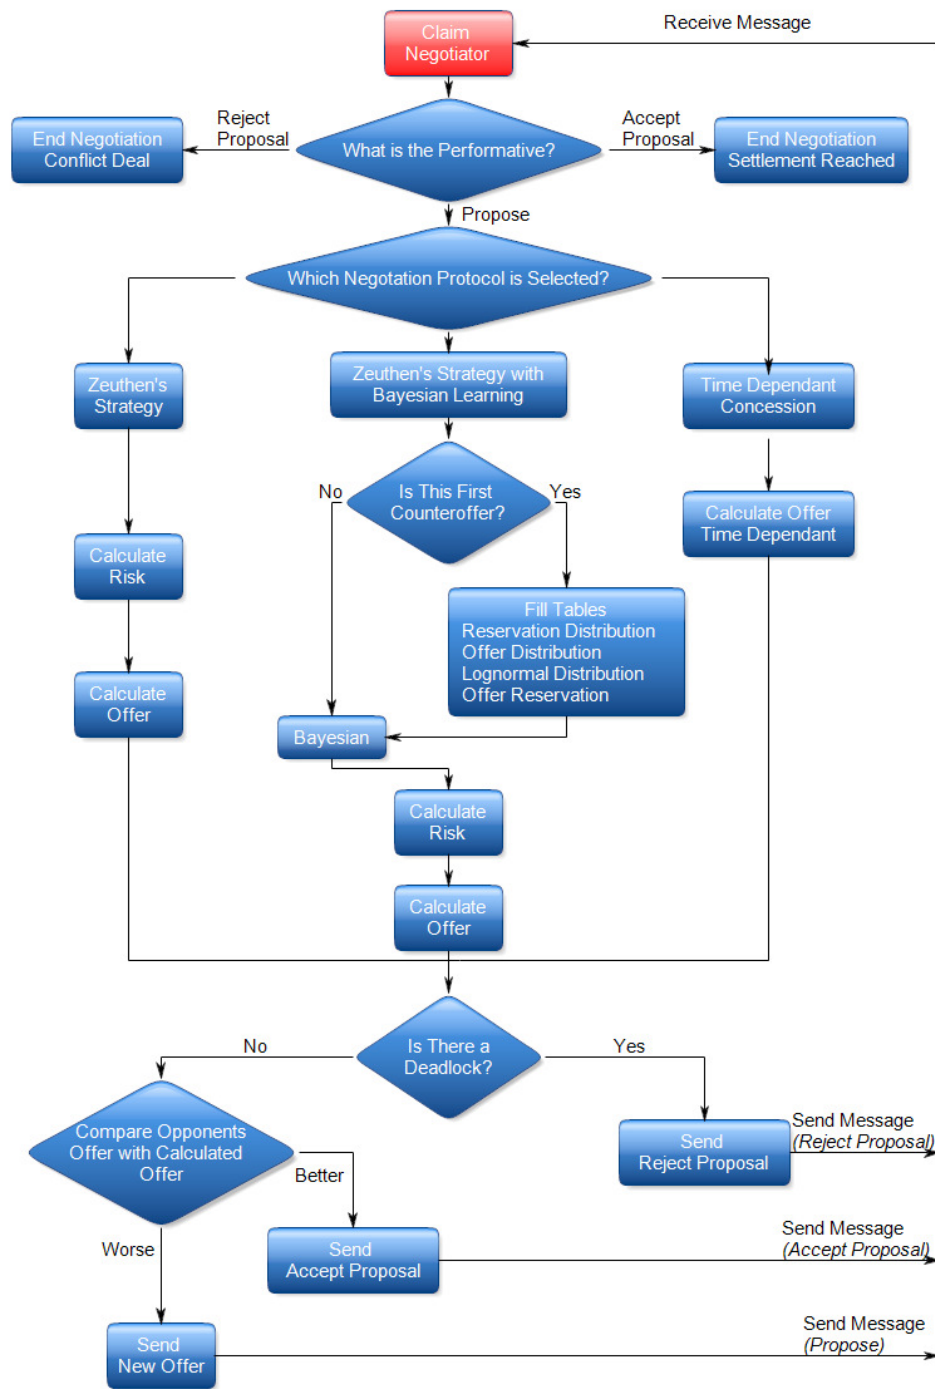 Receive Message
Claim
Negotiator
Reject
Proposal
Accept
Proposal
End Negotiation
Conflict Deal
What is the Performative?
End Negotiation
Settlement Reached
Propose
Which Negotation Protocol is Selected?
Zeuthen's
Strategy
Zeuthen's Strategy with
Bayesian Learning
Time Dependant
Concession
No
Is This First
Counteroffer?
Yes
Calculate Offer
Time Dependant
Calculate
Risk
Fill Tables
Reservation Distribution
Offer Distribution
Lognormal Distribution
Offer Reservation
Calculate
Offer
Bayesian
Calculate
Risk
Calculate
Offer
No
Is There a
Deadlock?
Yes
Compare Opponents
Offer with Calculated
Offer
Better
Send
Reject Proposal
Send Message
(Reject Proposal)
Worse
Send
Accept Proposal
Send Message
(Accept Proposal)
Send
New Offer
Send Message
(Propose)